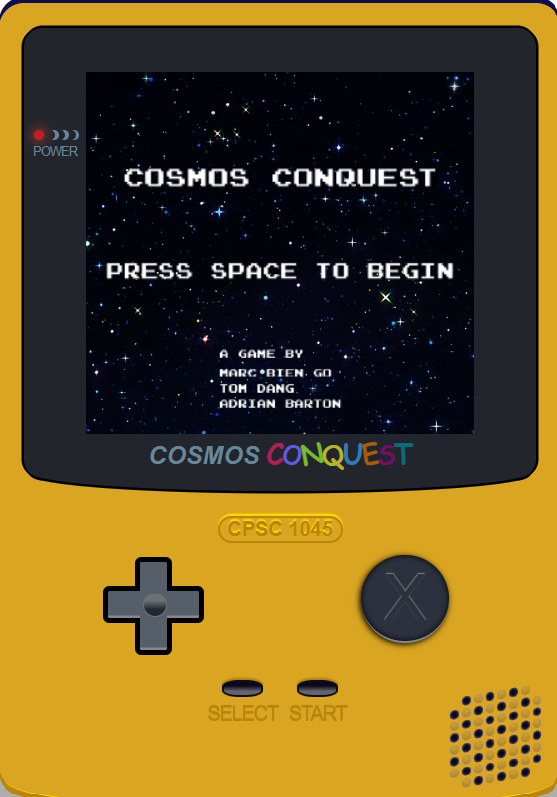 POWER
COSMOS CONQUEST
PRESS SPACE TO BEGIN
A GAME BY
MARC BIEN GO
TOM DANG
ADRIAN BARTON
COSMOS CONQUEST
CPSC 1045
X
SELECT START